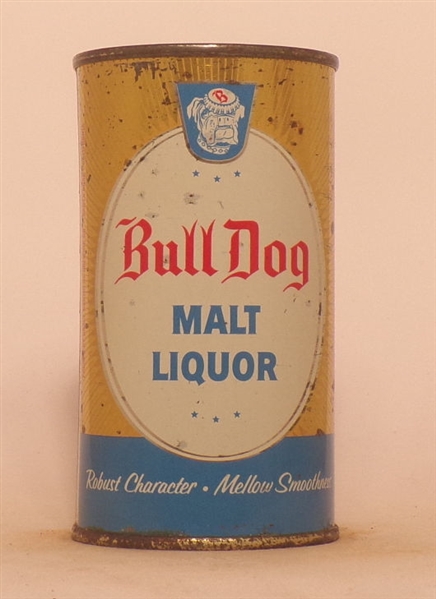 B
Bull Dog
MALT
LIQUOR
Robust Character • Mellow Smoothness